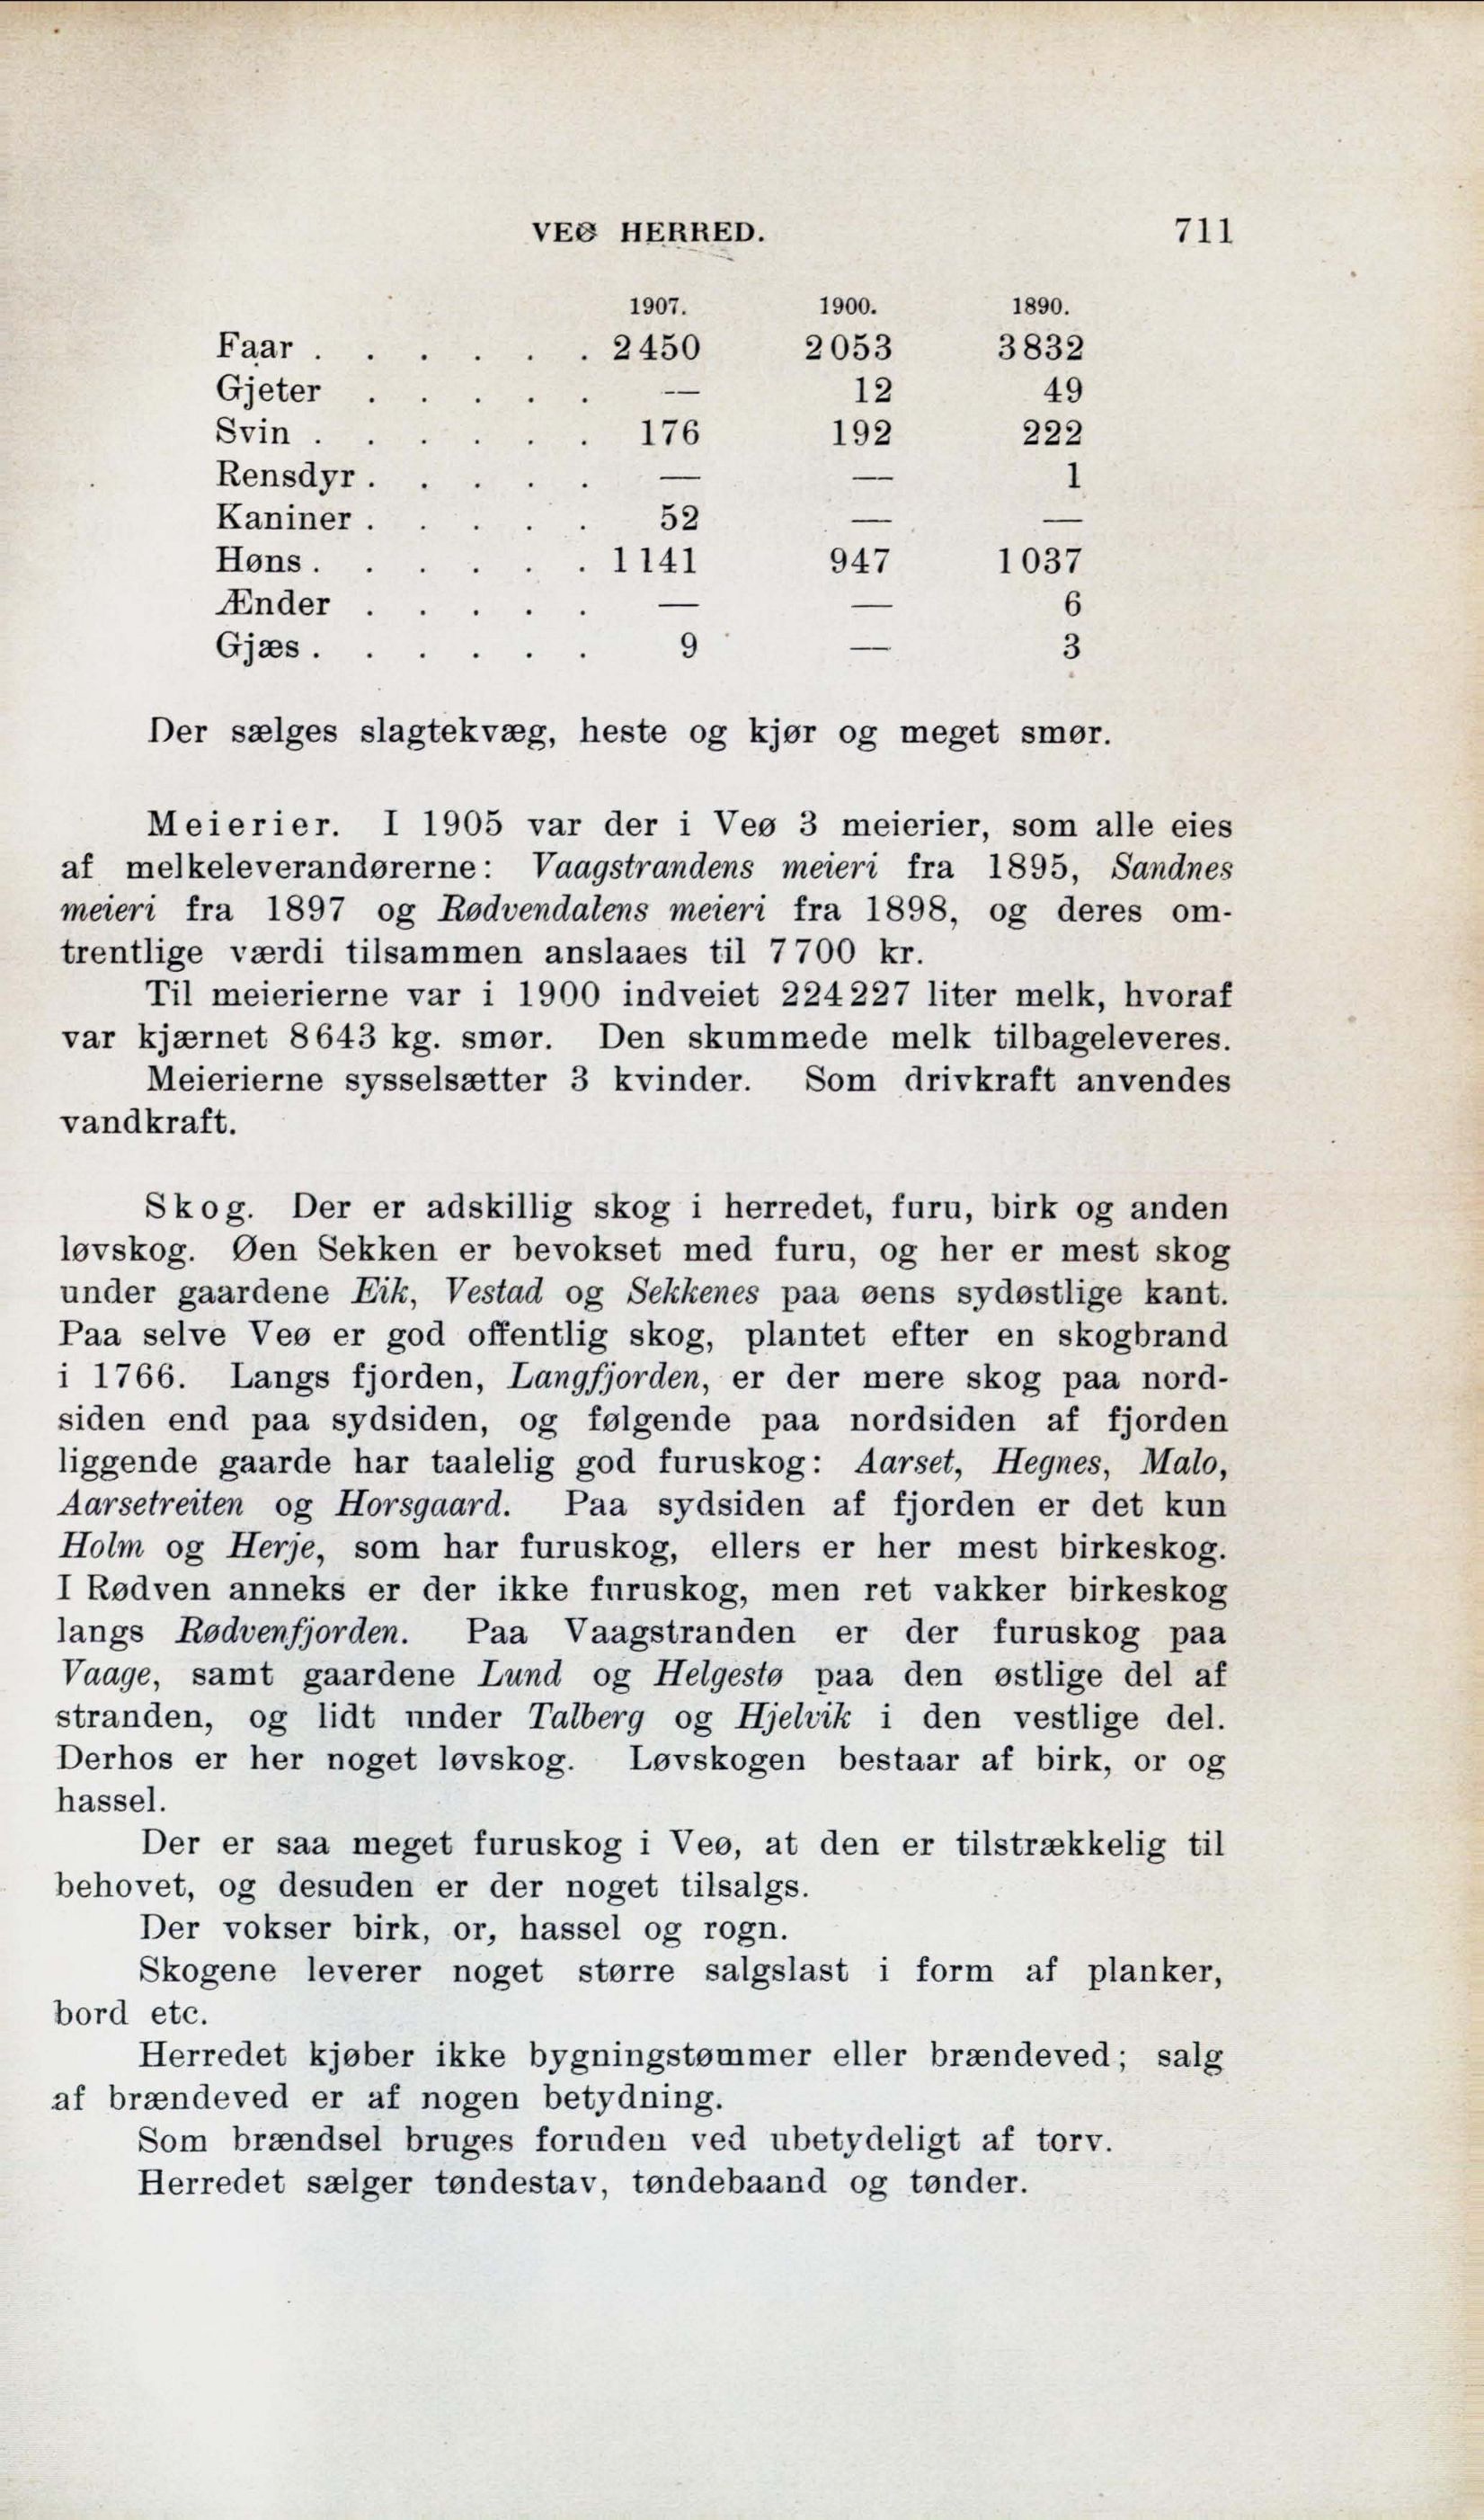 VEØ HERRED. 711
1907. 1900. 1890.
Faar . . . . . . 2450 2053 3832
Gjeter . . . . . — 12 49
Svin . . . . . . 176 192 222
Rensdyr . . . . . — — 1
Kaniner . . . . . 52 — —
Høns . . . . . . 1141 947 1037
Ænder . . . . . — — 6
Gjæs . . . . . . 9 — 3
Der sælges slagtekvæg, heste og kjør og meget smør.
Meierier. I 1905 var der i Veø 3 meierier, som alle eies
af melkeleverandørerne: Vaagstrandens meieri fra 1895, Sandnes
meieri fra 1897 og Rødvendalens meieri fra 1898, og deres om-
trentlige værdi tilsammen anslaaes til 7700 kr.
Til meierierne var i 1900 indveiet 224227 liter melk, hvoraf
var kjærnet 8643 kg. smør. Den skummede melk tilbageleveres.
Meierierne sysselsætter 3 kvinder. Som drivkraft anvendes
vandkraft.
Skog. Der er adskillig skog i herredet, furu, birk og anden
løvskog. Øen Sekken er bevokset med furu, og her er mest skog
under gaardene Eik, Vestad og Sekkenes paa øens sydøstlige kant.
Paa selve Veø er god offentlig skog, plantet efter en skogbrand
i 1766. Langs fjorden, Langfjorden, er der mere skog paa nord-
siden end paa sydsiden, og følgende paa nordsiden af fjorden
liggende gaarde har taalelig god furuskog: Aarset, Hegnes, Malo,
Aarsetreiten og Horsgaard. Paa sydsiden af fjorden er det kun
Holm og Herje, som har furuskog, ellers er her mest birkeskog.
I Rødven anneks er der ikke furuskog, men ret vakker birkeskog
langs Rødvenfjorden. Paa Vaagstranden er der furuskog paa
Vaage, samt gaardene Lund og Helgestø paa den østlige del af
stranden, og lidt under Talberg og Hjelvik i den vestlige del.
Derhos er her noget løvskog. Løvskogen bestaar af birk, or og
hassel.
Der er saa meget furuskog i Veø, at den er tilstrækkelig til
behovet, og desuden er der noget tilsalgs.
Der vokser birk, or, hassel og rogn.
Skogene leverer noget større salgslast i form af planker,
bord etc.
Herredet kjøber ikke bygningstømmer eller brændeved; salg
af brændeved er af nogen betydning.
Som brændsel bruges foruden ved ubetydeligt af torv.
Herredet sælger tøndestav, tøndebaand og tønder.